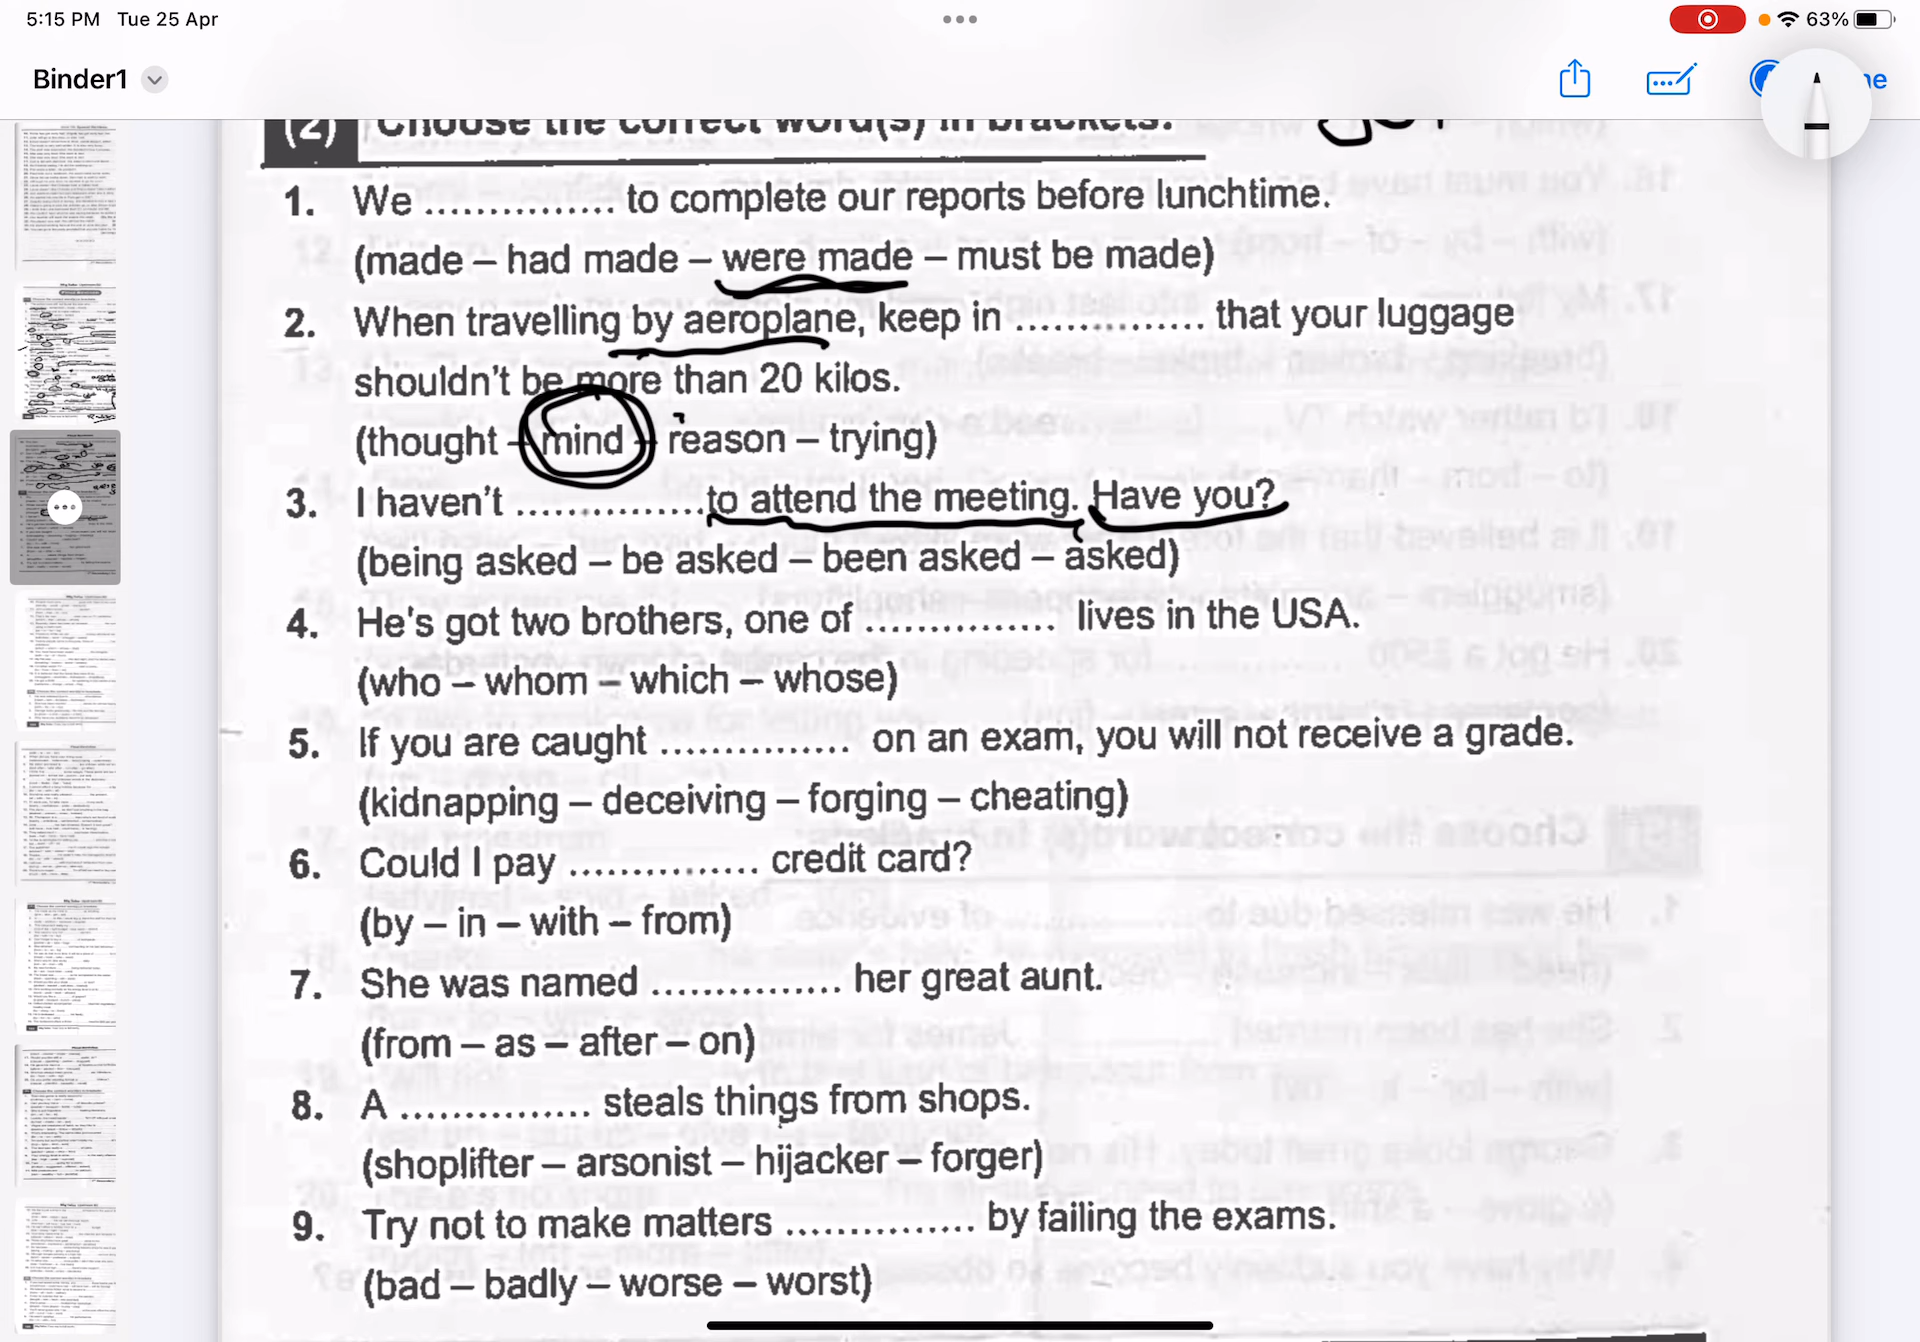 5:15 PM Tue 25 Apr
63%
Binder1
(2) Choose the correct word(s) in brackets:
1. We ............... to complete our reports before lunchtime.
(made – had made – were made – must be made)
2. When travelling by aeroplane, keep in ............... that your luggage
shouldn't be more than 20 kilos.
(thought – mind – reason – trying)
3. I haven't ............... to attend the meeting. Have you?
(being asked – be asked – been asked – asked)
4. He's got two brothers, one of ............... lives in the USA.
(who – whom – which – whose)
5. If you are caught ............... on an exam, you will not receive a grade.
(kidnapping – deceiving – forging – cheating)
6. Could I pay ............... credit card?
(by – in – with – from)
7. She was named ............... her great aunt.
(from – as – after – on)
8. A ............... steals things from shops.
(shoplifter – arsonist – hijacker – forger)
9. Try not to make matters ............... by failing the exams.
(bad – badly – worse – worst)